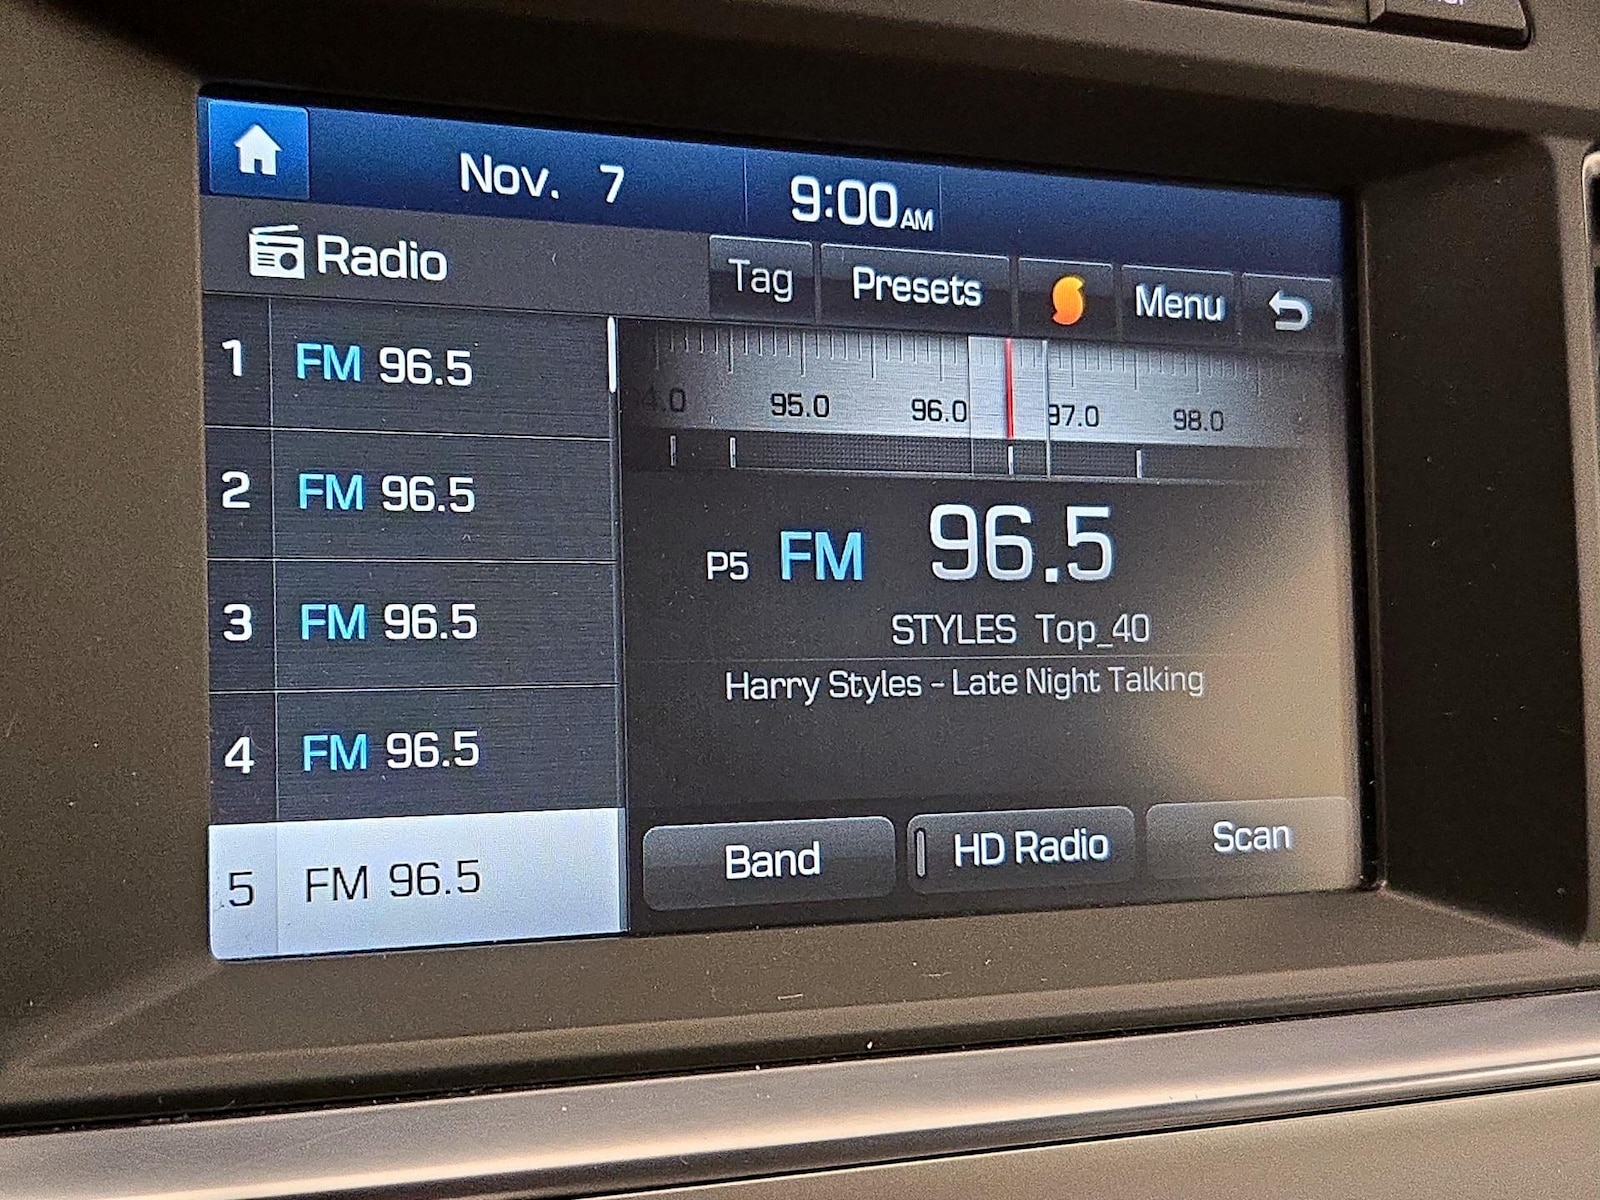 Nov. 7 9:00 AM
Radio
Tag Presets Menu
1 FM 96.5
2 FM 96.5
3 FM 96.5
4 FM 96.5
5 FM 96.5
95.0 96.0 97.0 98.0
P5 FM 96.5
STYLES Top_40
Harry Styles - Late Night Talking
Band HD Radio Scan